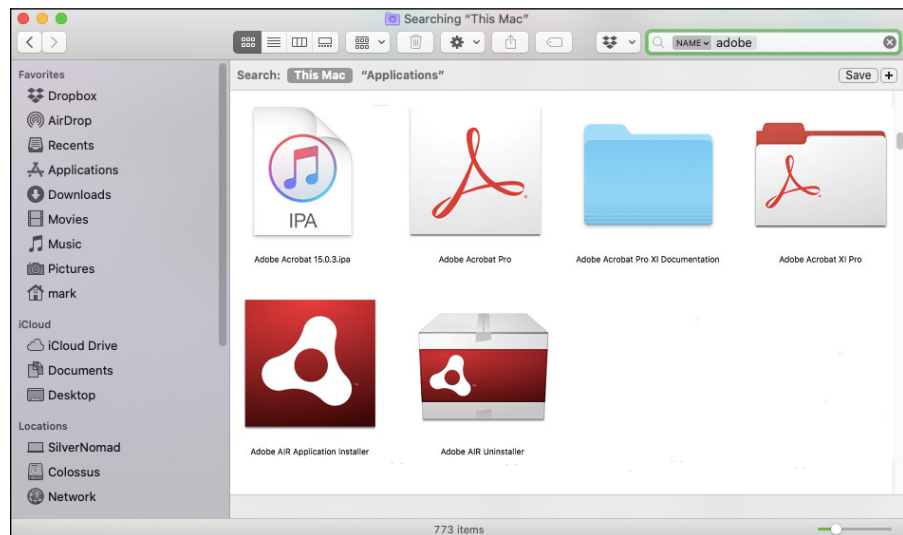 Searching "This Mac"
NAME adobe
Favorites
Dropbox
AirDrop
Recents
Applications
Downloads
Movies
Music
Pictures
mark
iCloud
iCloud Drive
Documents
Desktop
Locations
SilverNomad
Colossus
Network
Search: This Mac "Applications" Save +
IPA
Adobe Acrobat 15.0.3.ipa
Adobe Acrobat Pro
Adobe Acrobat Pro XI Documentation
Adobe Acrobat XI Pro
Adobe AIR Application Installer
Adobe AIR Uninstaller
773 items